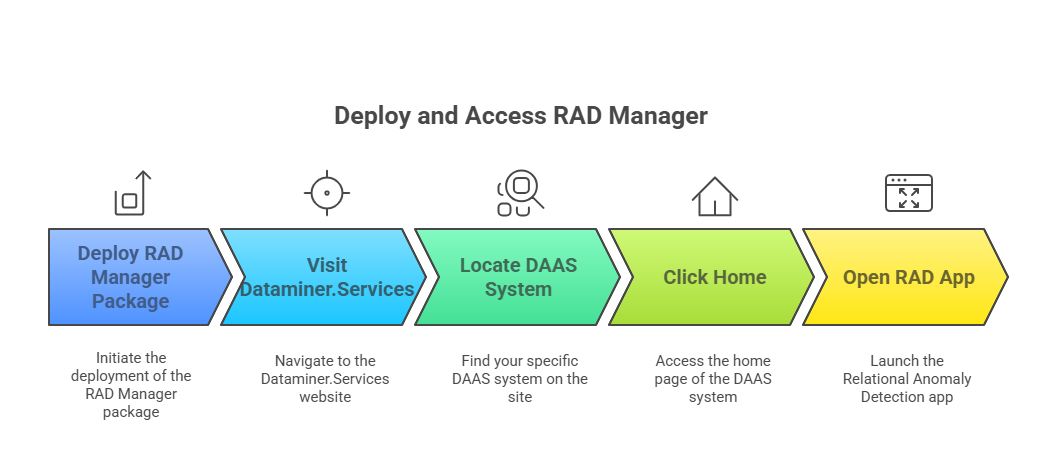 Deploy and Access RAD Manager
Deploy RAD
Manager
Package
Visit
Dataminer.Services
Locate DAAS
System
Click Home
Open RAD App
Initiate the
deployment of the
RAD Manager
package
Navigate to the
Dataminer.Services
website
Find your specific
DAAS system on the
site
Access the home
page of the DAAS
system
Launch the
Relational Anomaly
Detection app